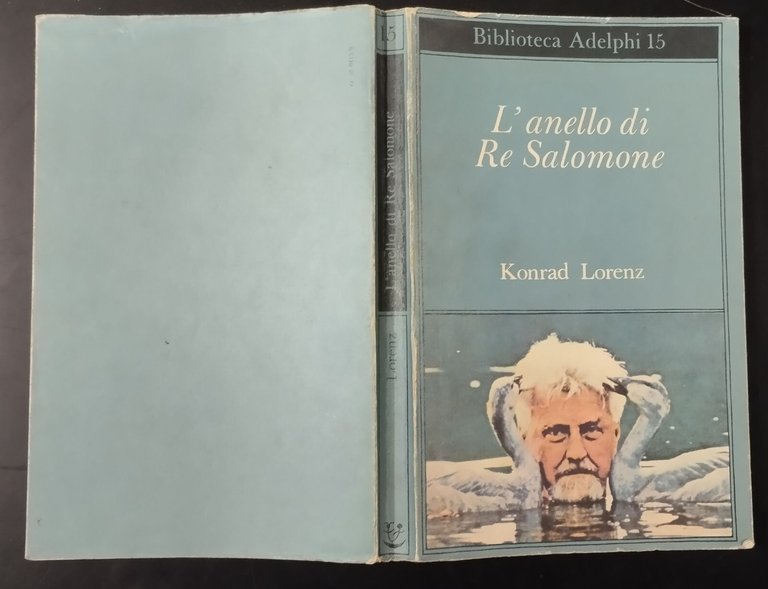 15
L'anello di Re Salomone
Lorenz
Biblioteca Adelphi 15
L'anello di
Re Salomone
Konrad Lorenz